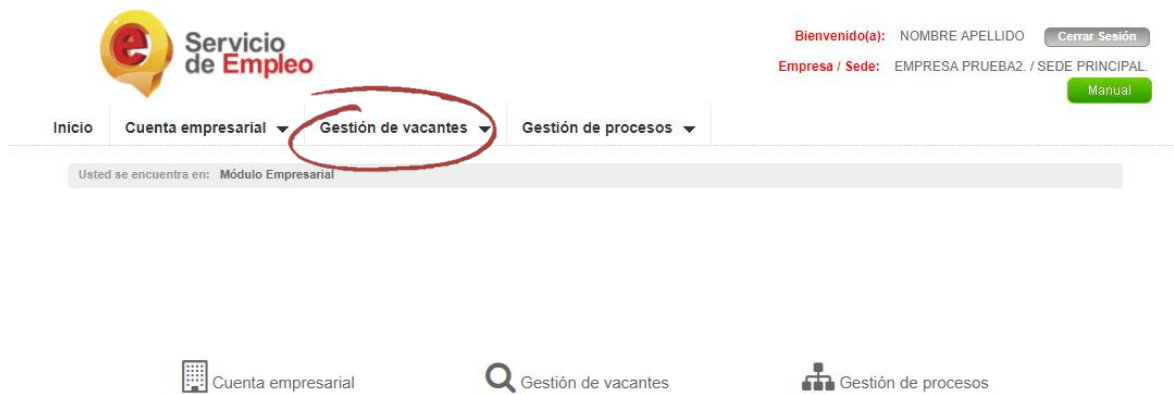 Servicio
de Empleo
Bienvenido(a): NOMBRE APELLIDO Cerrar Sesión
Empresa / Sede: EMPRESA PRUEBA2. / SEDE PRINCIPAL.
Manual
Inicio Cuenta empresarial Gestión de vacantes Gestión de procesos
Usted se encuentra en: Módulo Empresarial
Cuenta empresarial Gestión de vacantes Gestión de procesos